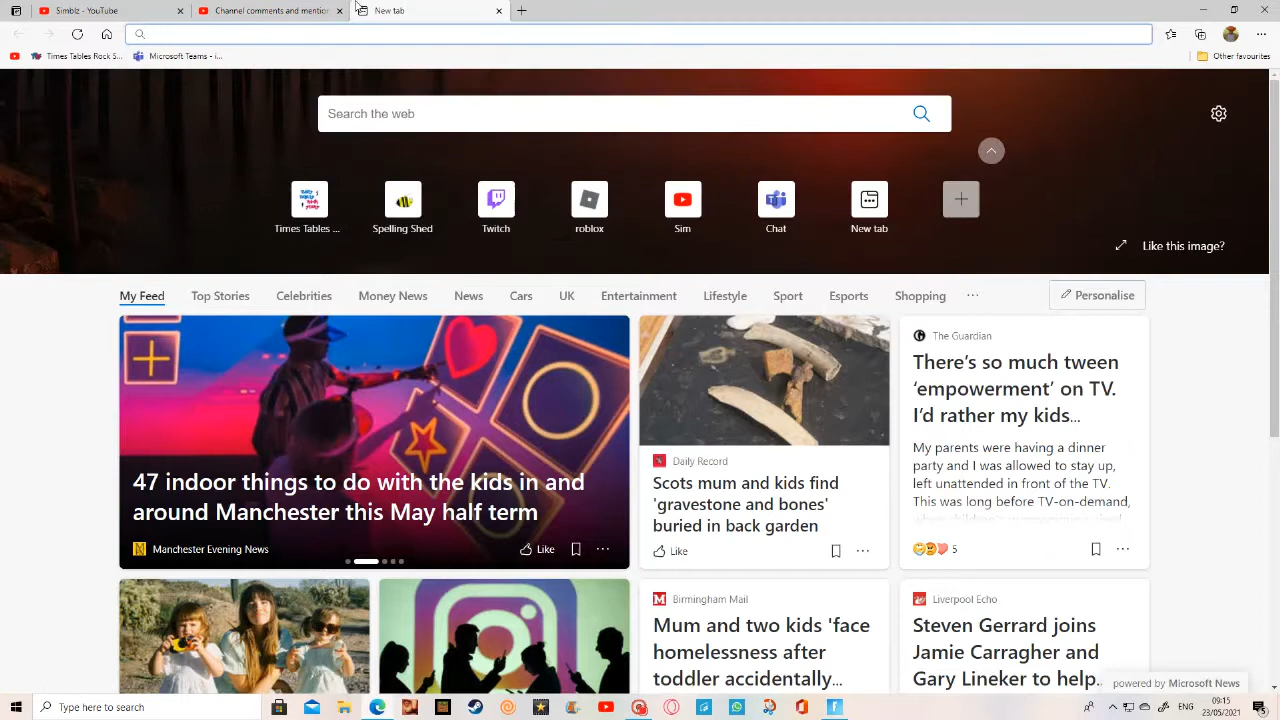 Simbiz - YouTube
Channel comments and mention
New tab
Times Tables Rock S...
Microsoft Teams - i...
Other favourites
Search the web
Times Tables ...
Spelling Shed
Twitch
roblox
Sim
Chat
New tab
Like this image?
My Feed
Top Stories
Celebrities
Money News
News
Cars
UK
Entertainment
Lifestyle
Sport
Esports
Shopping
...
Personalise
47 indoor things to do with the kids in and
around Manchester this May half term
Manchester Evening News
Like
Daily Record
Scots mum and kids find
'gravestone and bones'
buried in back garden
Like
The Guardian
There's so much tween
'empowerment' on TV.
I'd rather my kids...
My parents were having a dinner
party and I was allowed to stay up,
left unattended in front of the TV.
This was long before TV-on-demand,
5
Birmingham Mail
Mum and two kids 'face
homelessness after
toddler accidentally...
Liverpool Echo
Steven Gerrard joins
Jamie Carragher and
Gary Lineker to help...
powered by Microsoft News
Type here to search
09:15
23/05/2021